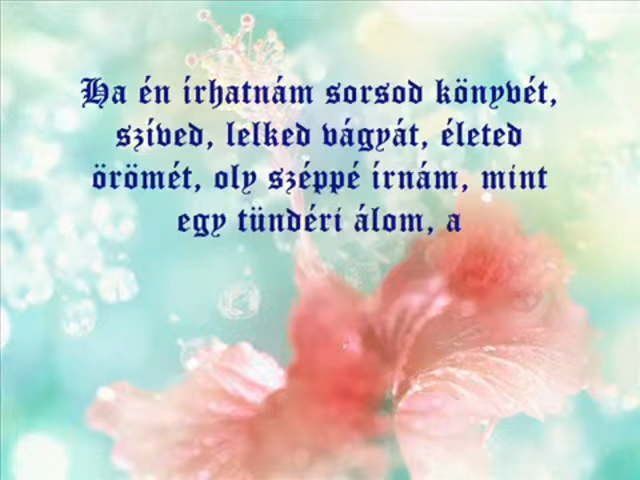 Ha én írhatnám sorsod könyvét,
szíved, lelked vágyát, életed
örömét, oly széppé írnám, mint
egy tündéri álom, a